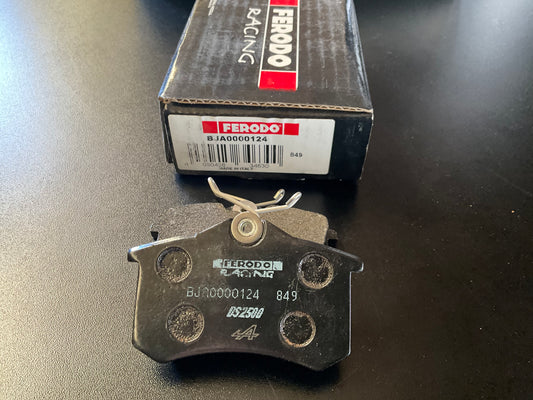 FERODO
RACING
FERODO
BJA0000124
849
MADE IN ITALY
FERODO
RACING
BJA0000124 849
DS2500